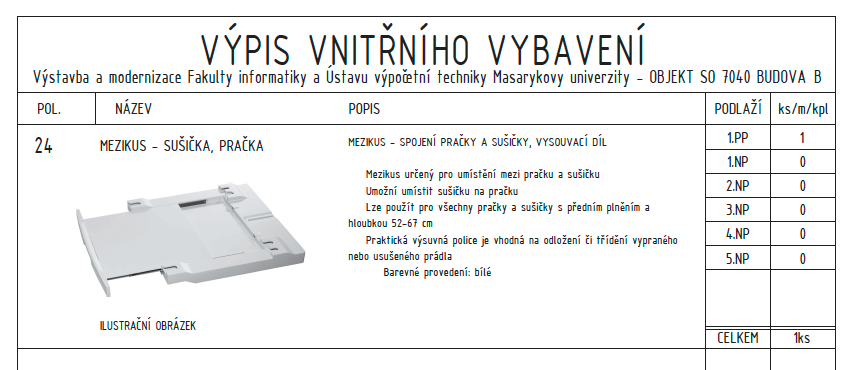 VÝPIS VNITŘNÍHO VYBAVENÍ
Výstavba a modernizace Fakulty informatiky a Ústavu výpočetní techniky Masarykovy univerzity - OBJEKT SO 7040 BUDOVA B
POL. NÁZEV POPIS PODLAŽÍ ks/m/kpl
24 MEZIKUS - SUŠIČKA, PRAČKA
MEZIKUS - SPOJENÍ PRAČKY A SUŠIČKY, VYSOUVACÍ DÍL
Mezikus určený pro umístění mezi pračku a sušičku
Umožní umístit sušičku na pračku
Lze použít pro všechny pračky a sušičky s předním plněním a
hloubkou 52-67 cm
Praktická výsuvná police je vhodná na odložení či třídění vypraného
nebo usušeného prádla
Barevné provedení: bílé
ILUSTRAČNÍ OBRÁZEK
1.PP 1
1.NP 0
2.NP 0
3.NP 0
4.NP 0
5.NP 0
CELKEM 1ks